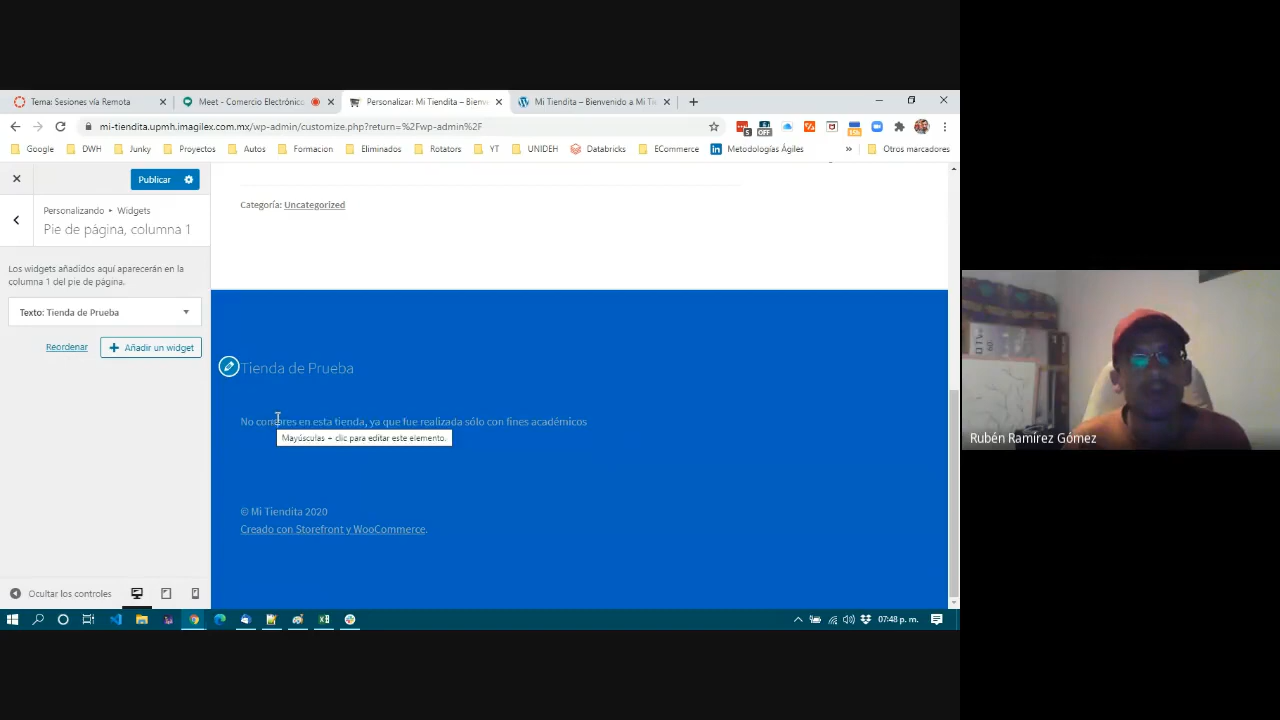 Tema: Sesiones vía Remota
Meet - Comercio Electrónico
Personalizar: Mi Tiendita – Bienve
Mi Tiendita – Bienvenido a Mi Tie
mi-tiendita.upmh.imagilex.com.mx/wp-admin/customize.php?return=%2Fwp-admin%2F
5
OFF
Google
DWH
Junky
Proyectos
Autos
Formacion
Eliminados
Rotators
YT
UNIDEH
Databricks
ECommerce
Metodologías Ágiles
»
Otros marcadores
Publicar
Personalizando ▸ Widgets
Pie de página, columna 1
Los widgets añadidos aquí aparecerán en la
columna 1 del pie de página.
Texto: Tienda de Prueba
Reordenar
Añadir un widget
Ocultar los controles
Categoría: Uncategorized
Tienda de Prueba
No compres en esta tienda, ya que fue realizada sólo con fines académicos
Mayúsculas + clic para editar este elemento.
© Mi Tiendita 2020
Creado con Storefront y WooCommerce.
07:48 p. m.
Rubén Ramírez Gómez